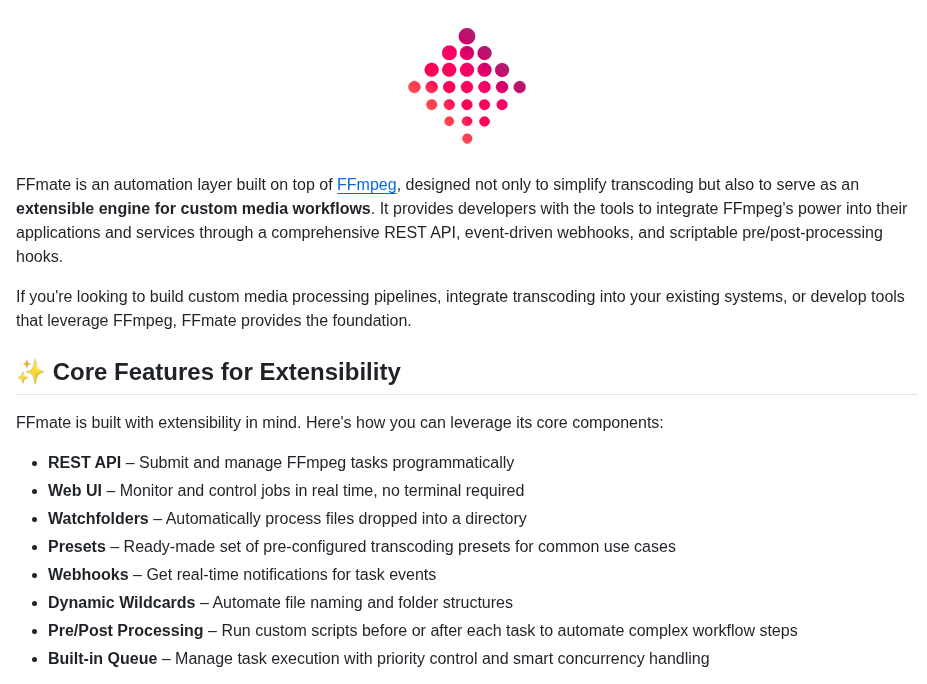 FFmate is an automation layer built on top of FFmpeg, designed not only to simplify transcoding but also to serve as an
extensible engine for custom media workflows. It provides developers with the tools to integrate FFmpeg's power into their
applications and services through a comprehensive REST API, event-driven webhooks, and scriptable pre/post-processing
hooks.
If you're looking to build custom media processing pipelines, integrate transcoding into your existing systems, or develop tools
that leverage FFmpeg, FFmate provides the foundation.
✨ Core Features for Extensibility
FFmate is built with extensibility in mind. Here's how you can leverage its core components:
• REST API – Submit and manage FFmpeg tasks programmatically
• Web UI – Monitor and control jobs in real time, no terminal required
• Watchfolders – Automatically process files dropped into a directory
• Presets – Ready-made set of pre-configured transcoding presets for common use cases
• Webhooks – Get real-time notifications for task events
• Dynamic Wildcards – Automate file naming and folder structures
• Pre/Post Processing – Run custom scripts before or after each task to automate complex workflow steps
• Built-in Queue – Manage task execution with priority control and smart concurrency handling